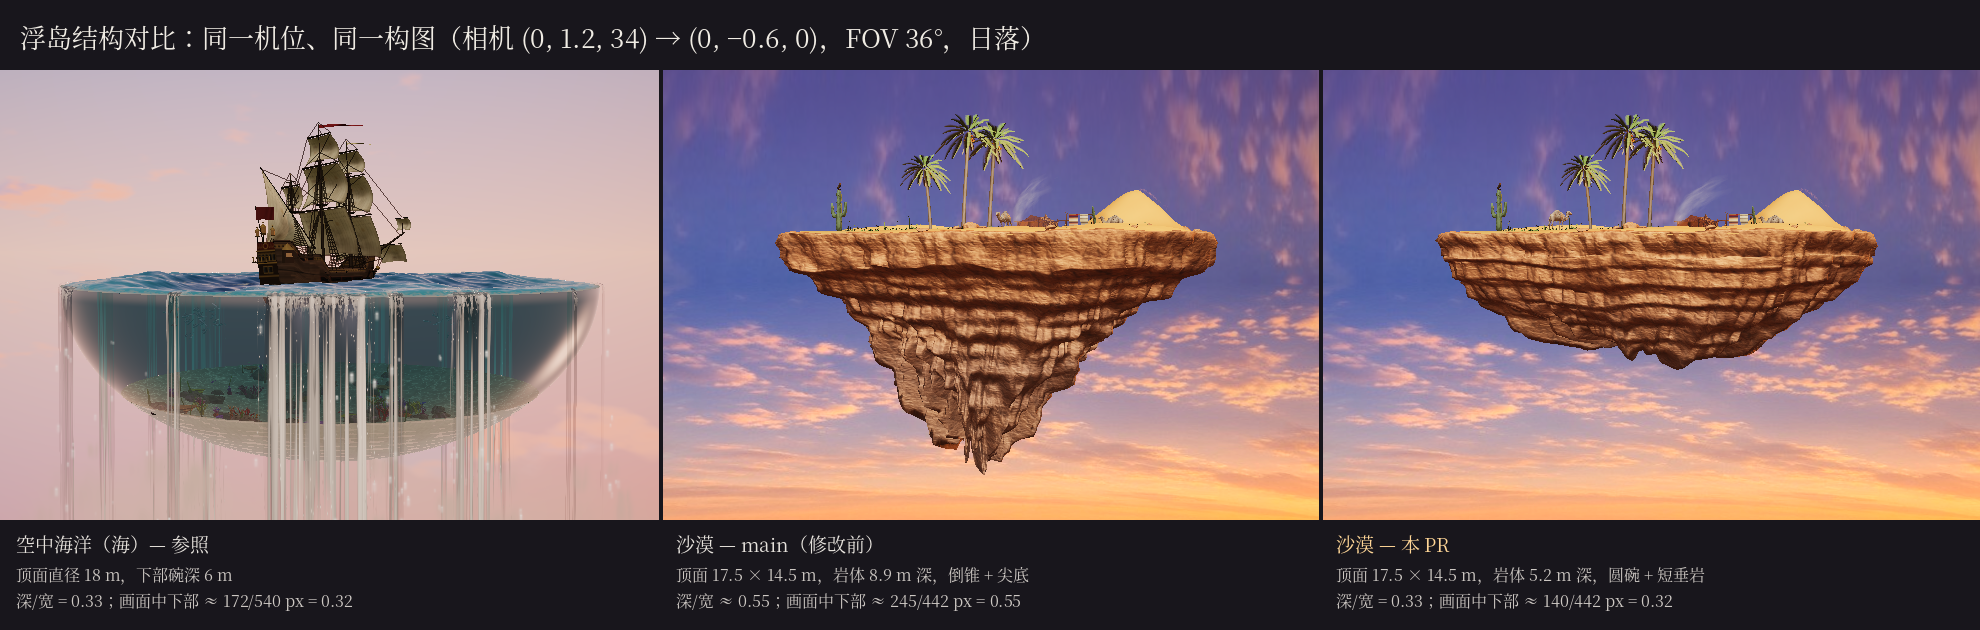 浮岛结构对比：同一机位、同一构图（相机 (0, 1.2, 34) → (0, −0.6, 0)，FOV 36°，日落）
空中海洋（海）— 参照
顶面直径 18 m，下部碗深 6 m
深/宽 = 0.33；画面中下部 ≈ 172/540 px = 0.32
沙漠 — main（修改前）
顶面 17.5 × 14.5 m，岩体 8.9 m 深，倒锥 + 尖底
深/宽 ≈ 0.55；画面中下部 ≈ 245/442 px = 0.55
沙漠 — 本 PR
顶面 17.5 × 14.5 m，岩体 5.2 m 深，圆碗 + 短垂岩
深/宽 = 0.33；画面中下部 ≈ 140/442 px = 0.32